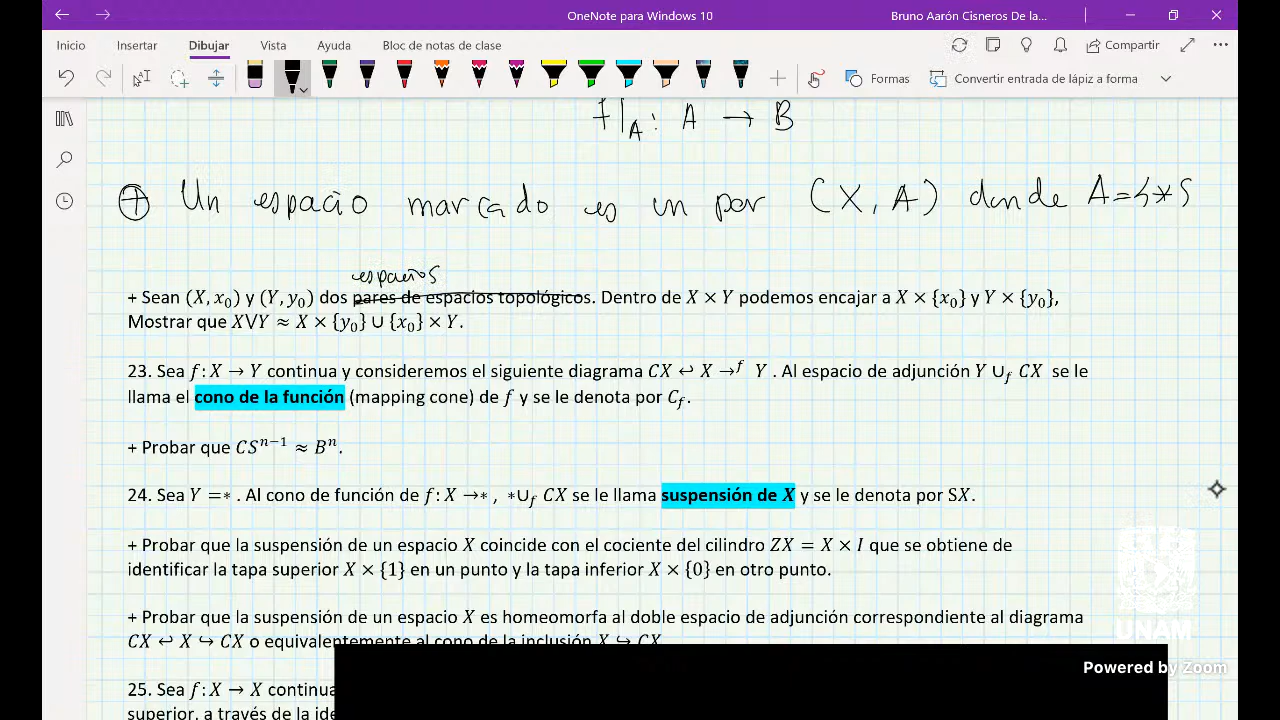 OneNote para Windows 10
Bruno Aarón Cisneros De la...
Inicio Insertar Dibujar Vista Ayuda Bloc de notas de clase
Compartir
Formas Convertir entrada de lápiz a forma
f|_A : A → B
⊕ Un espacio marcado es un par (X, A) donde A={*}
espacios
+ Sean (X, x₀) y (Y, y₀) dos pares de espacios topológicos. Dentro de X × Y podemos encajar a X × {x₀} y Y × {y₀},
Mostrar que X∨Y ≈ X × {y₀} ∪ {x₀} × Y.
23. Sea f: X → Y continua y consideremos el siguiente diagrama CX ↩ X →ᶠ Y . Al espacio de adjunción Y ∪_f CX se le
llama el cono de la función (mapping cone) de f y se le denota por C_f.
+ Probar que CSⁿ⁻¹ ≈ Bⁿ.
24. Sea Y =∗ . Al cono de función de f: X →∗ , ∗∪_f CX se le llama suspensión de X y se le denota por SX.
+ Probar que la suspensión de un espacio X coincide con el cociente del cilindro ZX = X × I que se obtiene de
identificar la tapa superior X × {1} en un punto y la tapa inferior X × {0} en otro punto.
+ Probar que la suspensión de un espacio X es homeomorfa al doble espacio de adjunción correspondiente al diagrama
CX ↩ X ↪ CX o equivalentemente al cono de la inclusión X ↪ CX
25. Sea f: X → X continua
superior, a través de la ide
UNAM
Powered by Zoom